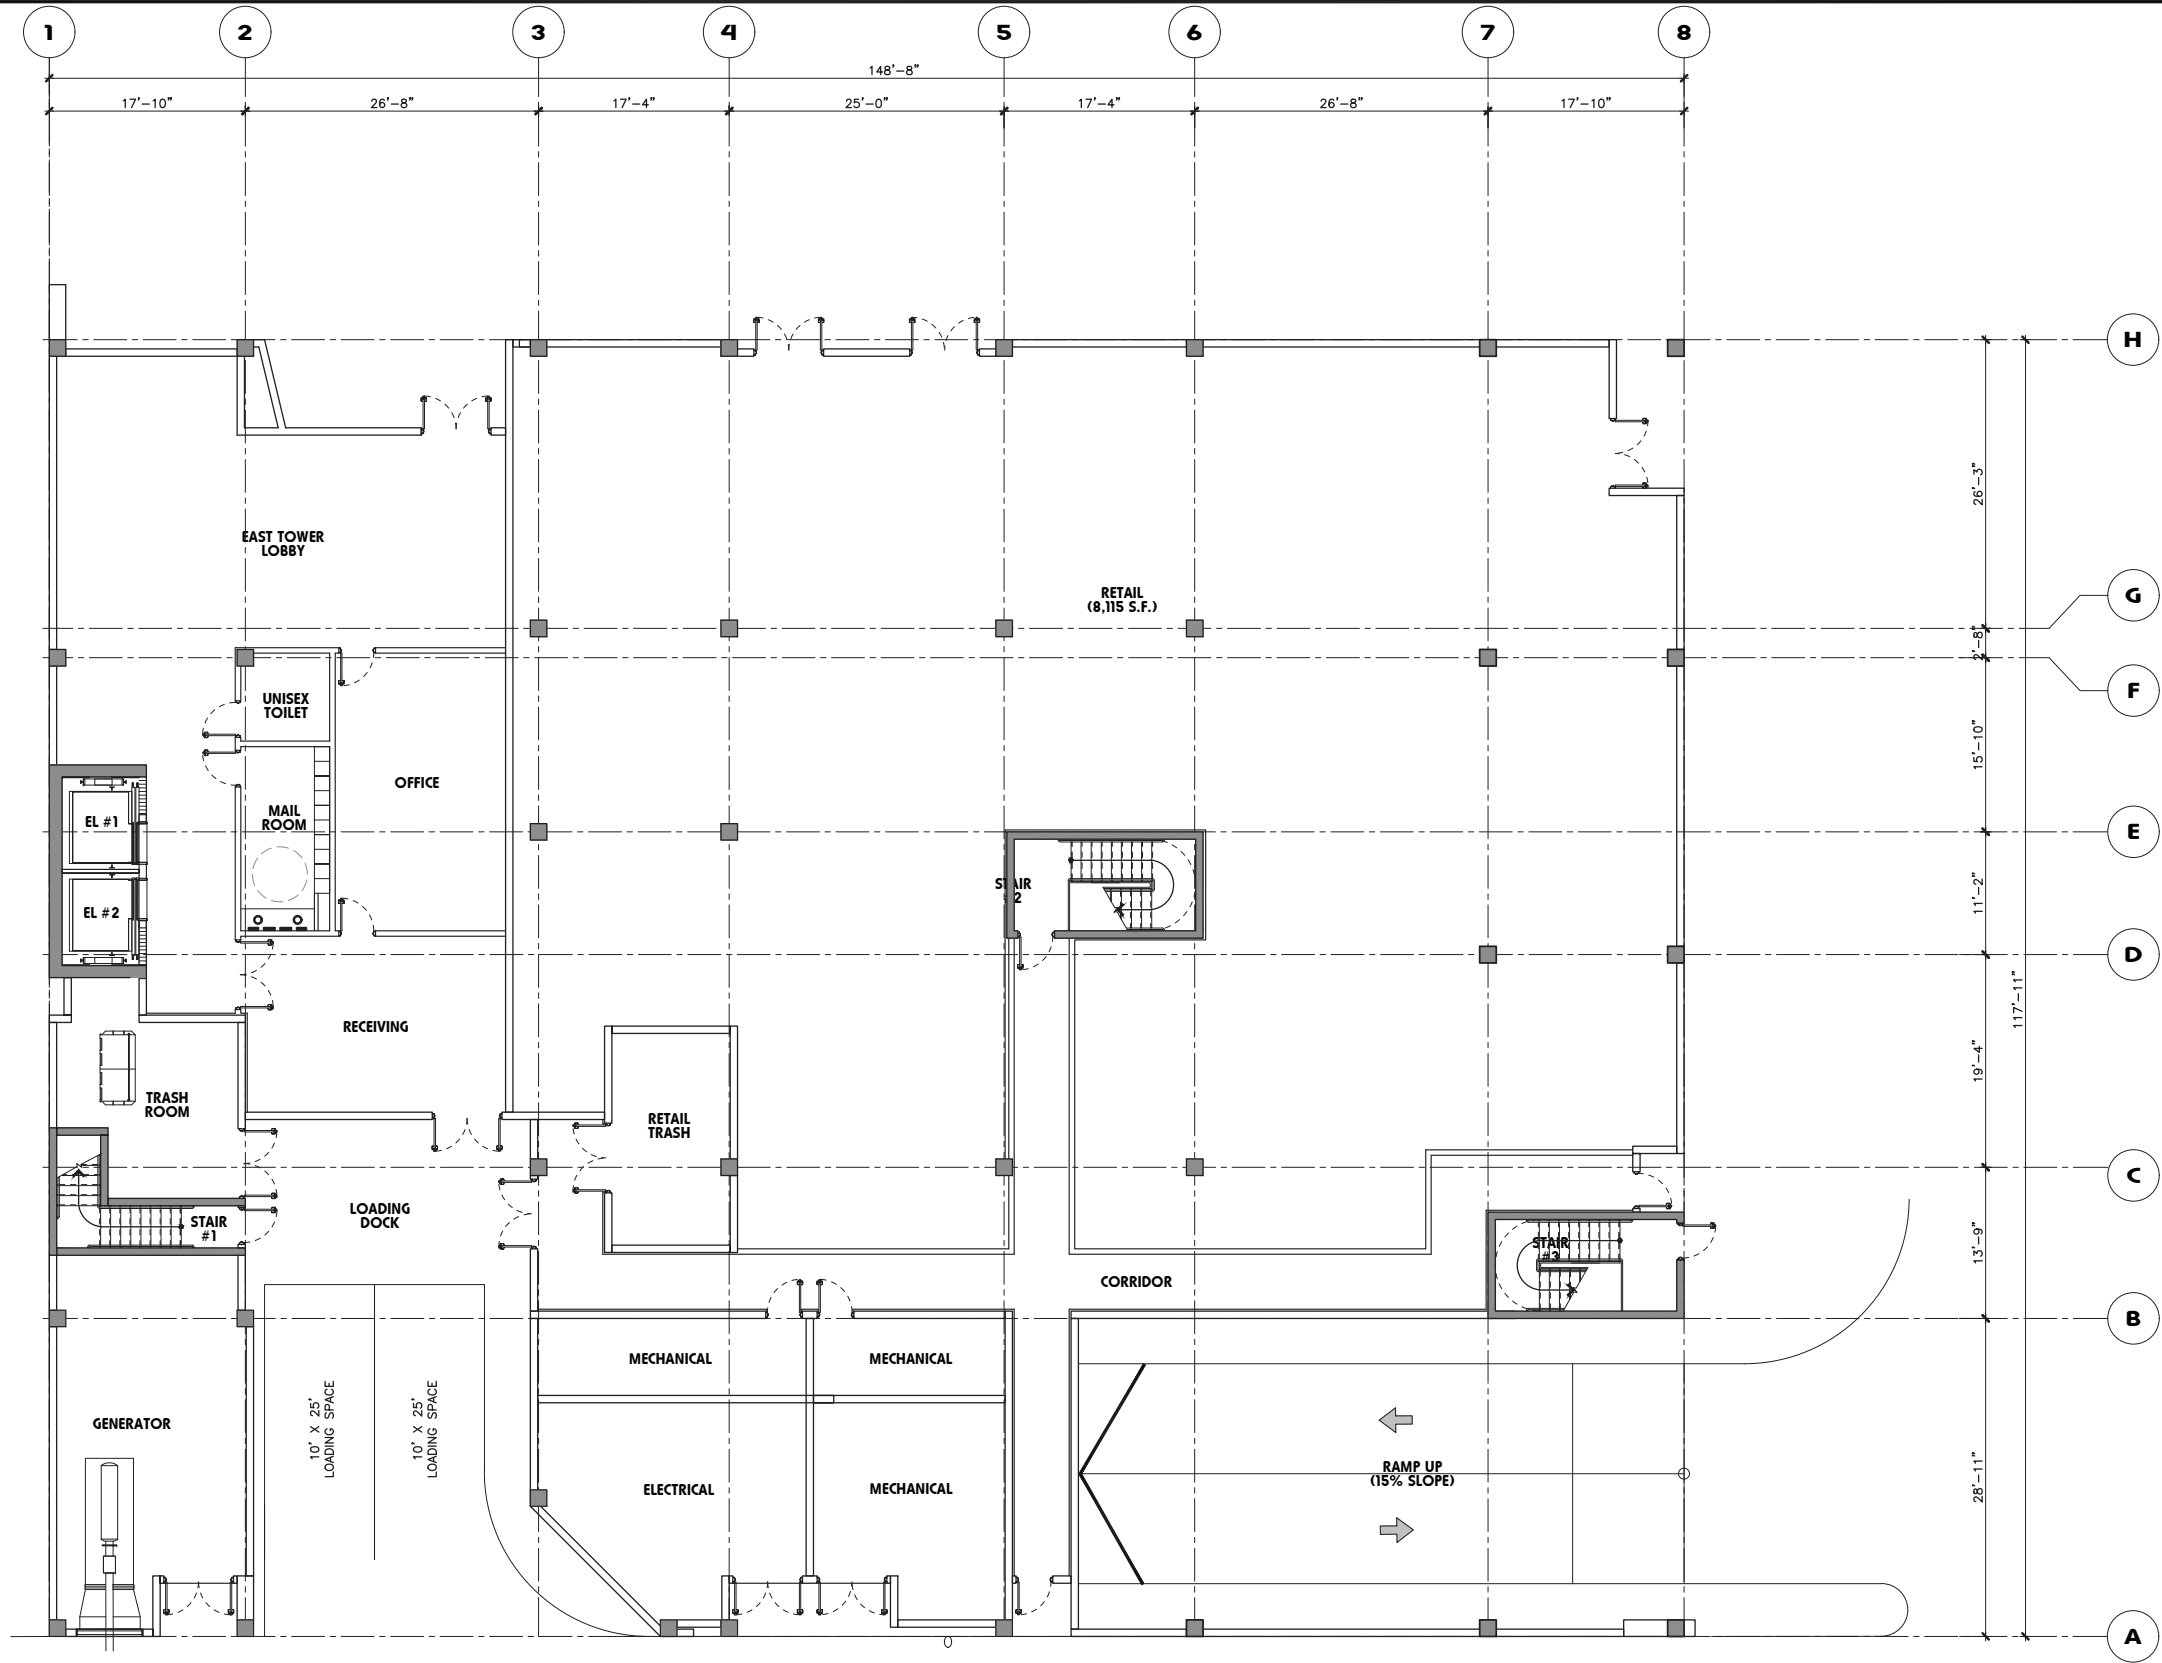 1 2 3 4 5 6 7 8
148'-8"
17'-10" 26'-8" 17'-4" 25'-0" 17'-4" 26'-8" 17'-10"
H
26'-3"
EAST TOWER
LOBBY
RETAIL
(8,115 S.F.)
G
2'-8"
F
UNISEX
TOILET
15'-10"
OFFICE
MAIL
ROOM
EL #1
E
EL #2
STAIR
#2
11'-2"
D
117'-11"
RECEIVING
19'-4"
TRASH
ROOM
RETAIL
TRASH
C
LOADING
DOCK
STAIR
#1
STAIR
#3
13'-9"
CORRIDOR
B
MECHANICAL
MECHANICAL
10' X 25'
LOADING SPACE
10' X 25'
LOADING SPACE
GENERATOR
RAMP UP
(15% SLOPE)
ELECTRICAL
MECHANICAL
28'-11"
A